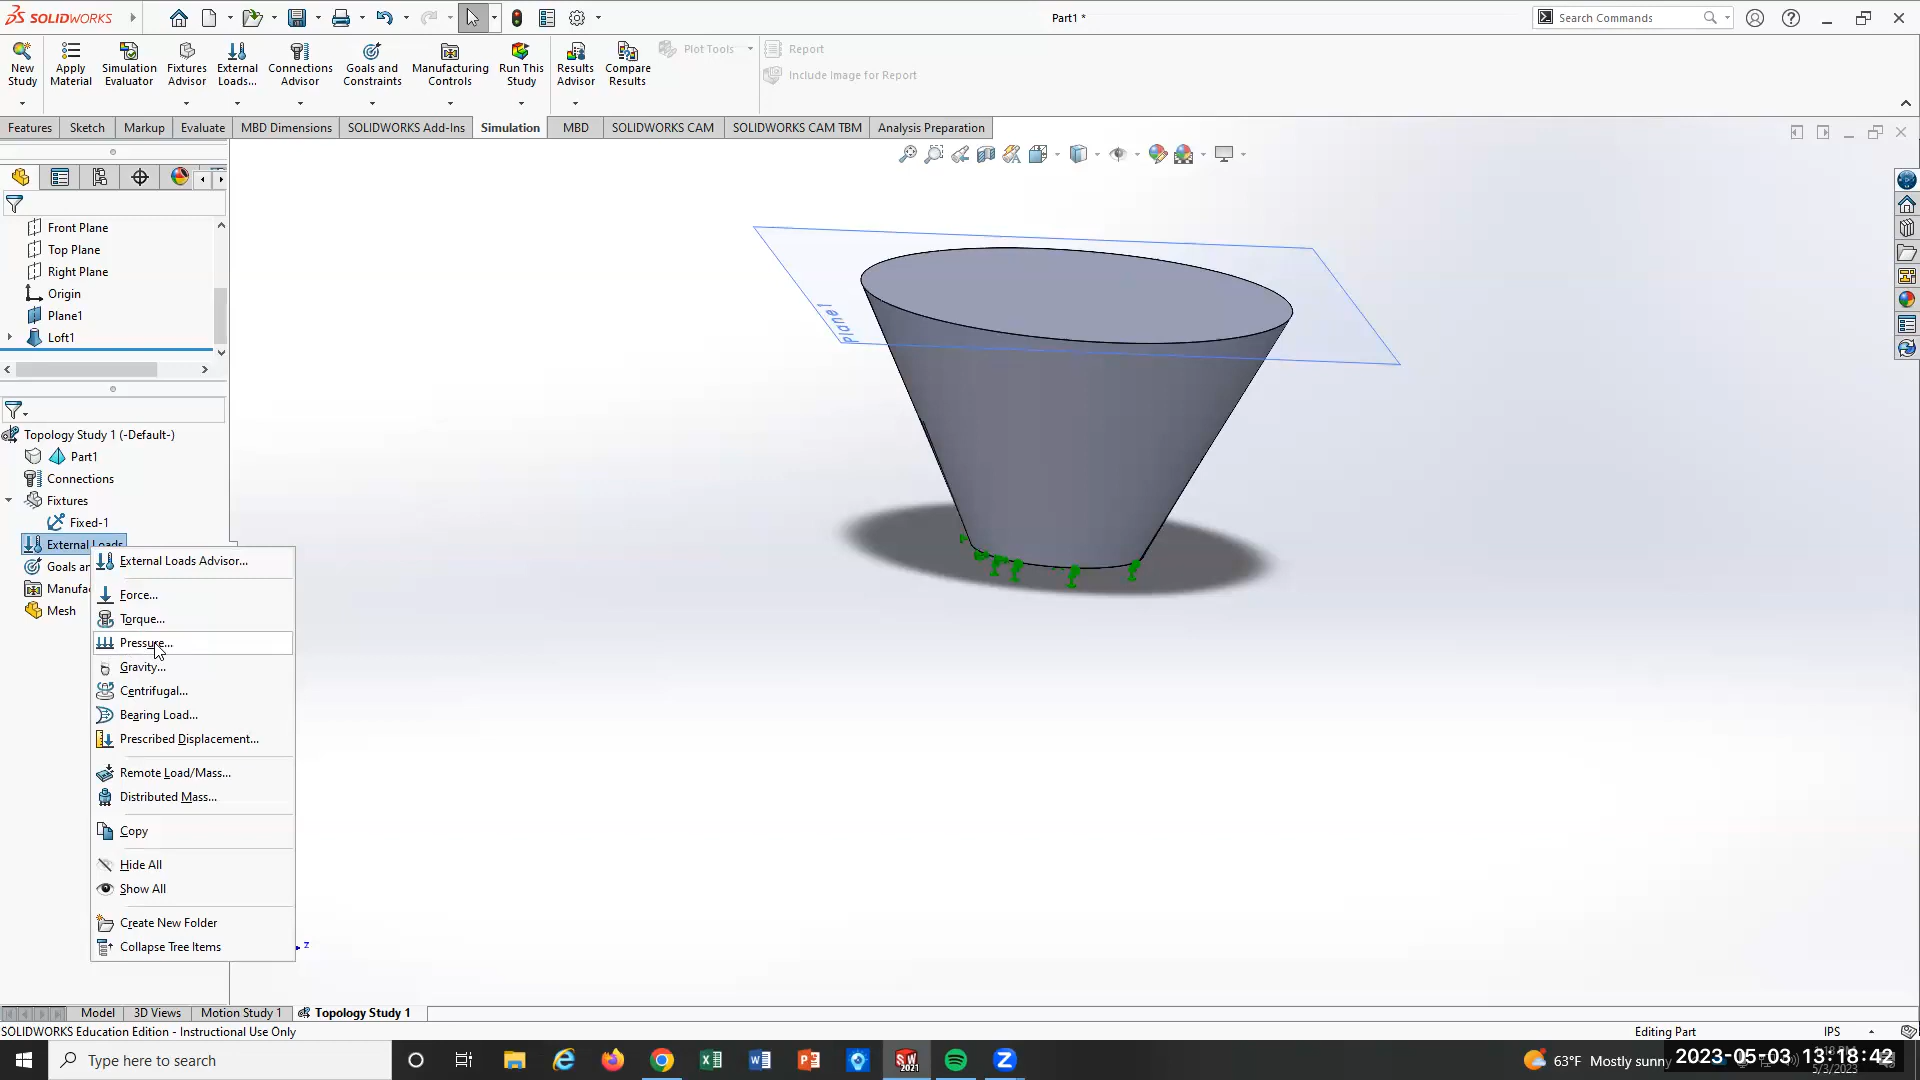 SOLIDWORKS
Part1 *
Search Commands
New Study
Apply Material
Simulation Evaluator
Fixtures Advisor
External Loads...
Connections Advisor
Goals and Constraints
Manufacturing Controls
Run This Study
Results Advisor
Compare Results
Plot Tools
Report
Include Image for Report
Features
Sketch
Markup
Evaluate
MBD Dimensions
SOLIDWORKS Add-Ins
Simulation
MBD
SOLIDWORKS CAM
SOLIDWORKS CAM TBM
Analysis Preparation
Front Plane
Top Plane
Right Plane
Origin
Plane1
Loft1
Plane1
Topology Study 1 (-Default-)
Part1
Connections
Fixtures
Fixed-1
External Loads
Goals an
Manufac
Mesh
External Loads Advisor...
Force...
Torque...
Pressure...
Gravity...
Centrifugal...
Bearing Load...
Prescribed Displacement...
Remote Load/Mass...
Distributed Mass...
Copy
Hide All
Show All
Create New Folder
Collapse Tree Items
z
Model
3D Views
Motion Study 1
Topology Study 1
SOLIDWORKS Education Edition - Instructional Use Only
Editing Part
IPS
Type here to search
63°F Mostly sunny
2023-05-03 13:18:42
5/3/2023